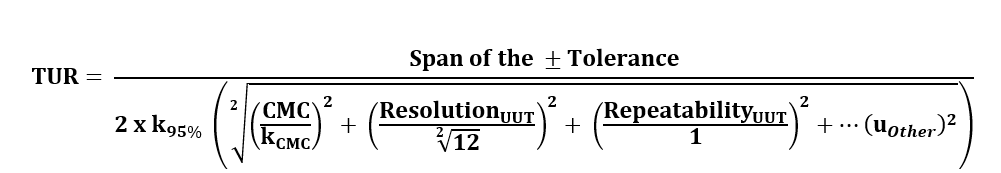 TUR = Span of the ± Tolerance
2 x k95% ( 2√ (CMC/kCMC)2 + (ResolutionUUT/2√12)2 + (RepeatabilityUUT/1)2 + ⋯ (uOther)2 )